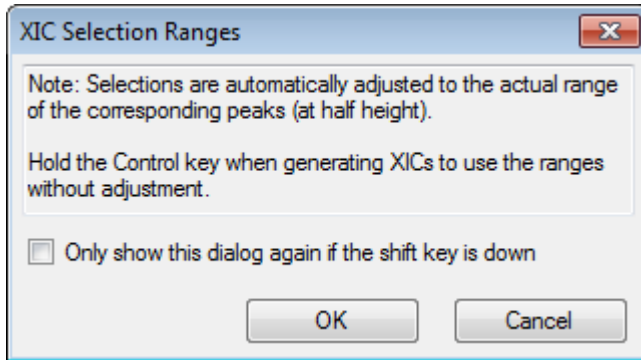 XIC Selection Ranges
Note: Selections are automatically adjusted to the actual range
of the corresponding peaks (at half height).
Hold the Control key when generating XICs to use the ranges
without adjustment.
Only show this dialog again if the shift key is down
OK
Cancel